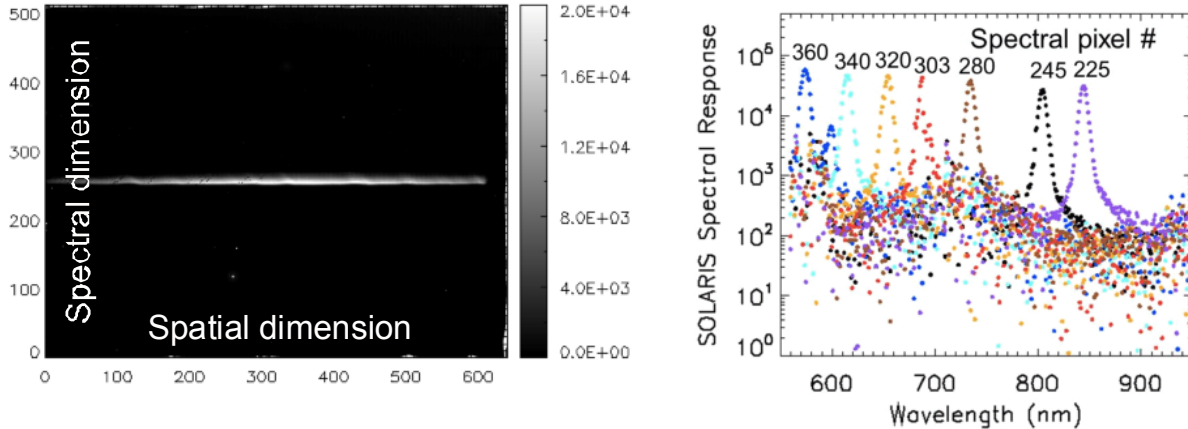 500
400
300
200
100
0
Spectral dimension
Spatial dimension
0 100 200 300 400 500 600
2.0E+04
1.6E+04
1.2E+04
8.0E+03
4.0E+03
0.0E+00
SOLARIS Spectral Response
10^5
10^4
10^3
10^2
10^1
10^0
Spectral pixel #
360 340 320 303 280 245 225
600 700 800 900
Wavelength (nm)